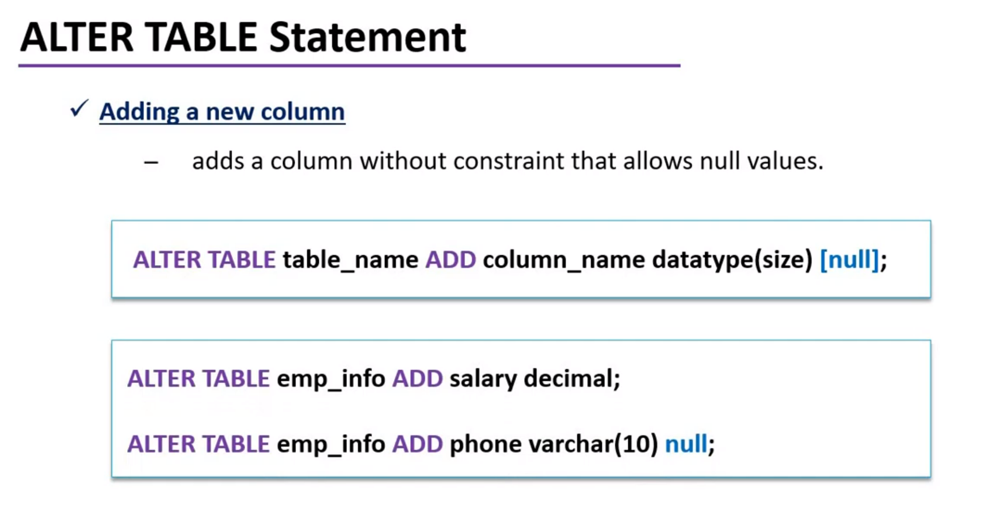 ALTER TABLE Statement
✓ Adding a new column
– adds a column without constraint that allows null values.
ALTER TABLE table_name ADD column_name datatype(size) [null];
ALTER TABLE emp_info ADD salary decimal;
ALTER TABLE emp_info ADD phone varchar(10) null;